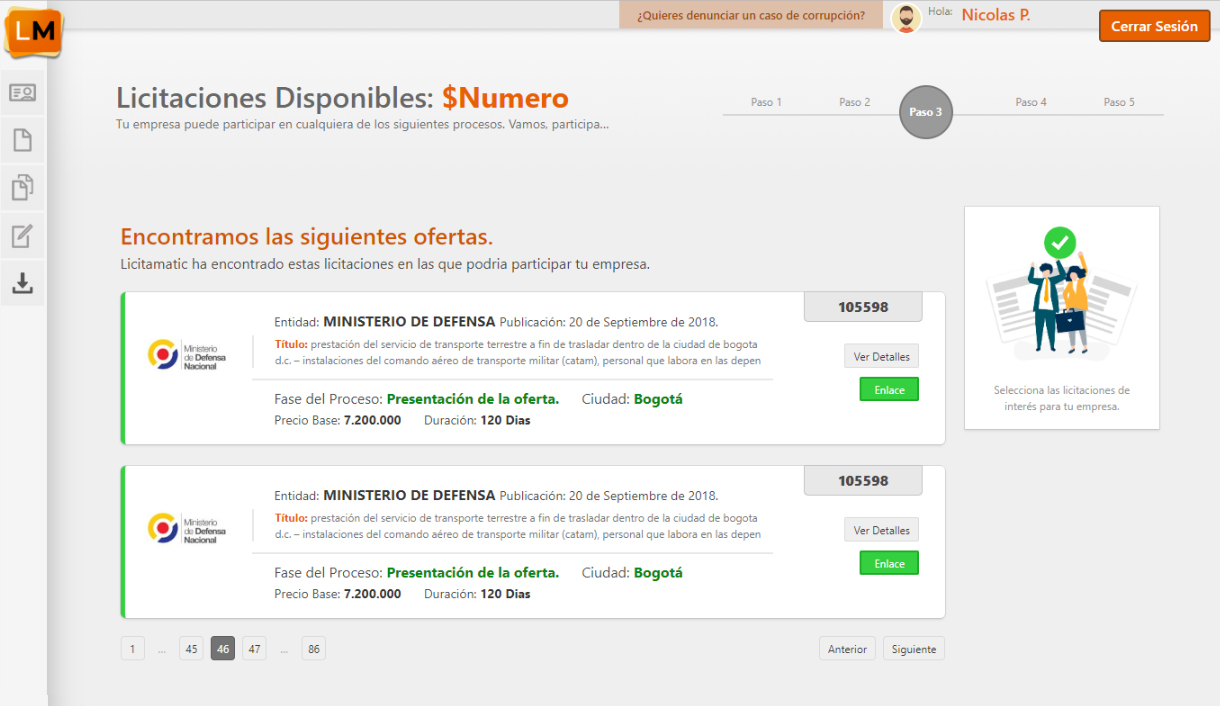 LM
¿Quieres denunciar un caso de corrupción?
Hola: Nicolas P.
Cerrar Sesión
Licitaciones Disponibles: $Numero
Tu empresa puede participar en cualquiera de los siguientes procesos. Vamos, participa...
Paso 1 Paso 2 Paso 3 Paso 4 Paso 5
Encontramos las siguientes ofertas.
Licitamatic ha encontrado estas licitaciones en las que podria participar tu empresa.
105598
Entidad: MINISTERIO DE DEFENSA Publicación: 20 de Septiembre de 2018.
Título: prestación del servicio de transporte terrestre a fin de trasladar dentro de la ciudad de bogota
d.c. – instalaciones del comando aéreo de transporte militar (catam), personal que labora en las depen
Ministerio
de Defensa
Nacional
Ver Detalles
Enlace
Fase del Proceso: Presentación de la oferta. Ciudad: Bogotá
Precio Base: 7.200.000 Duración: 120 Dias
Selecciona las licitaciones de
interés para tu empresa.
105598
Entidad: MINISTERIO DE DEFENSA Publicación: 20 de Septiembre de 2018.
Título: prestación del servicio de transporte terrestre a fin de trasladar dentro de la ciudad de bogota
d.c. – instalaciones del comando aéreo de transporte militar (catam), personal que labora en las depen
Ministerio
de Defensa
Nacional
Ver Detalles
Enlace
Fase del Proceso: Presentación de la oferta. Ciudad: Bogotá
Precio Base: 7.200.000 Duración: 120 Dias
1 ... 45 46 47 ... 86
Anterior Siguiente